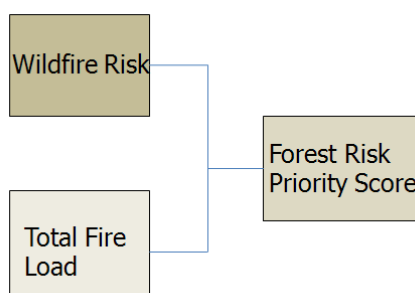 Wildfire Risk
Total Fire
Load
Forest Risk
Priority Score